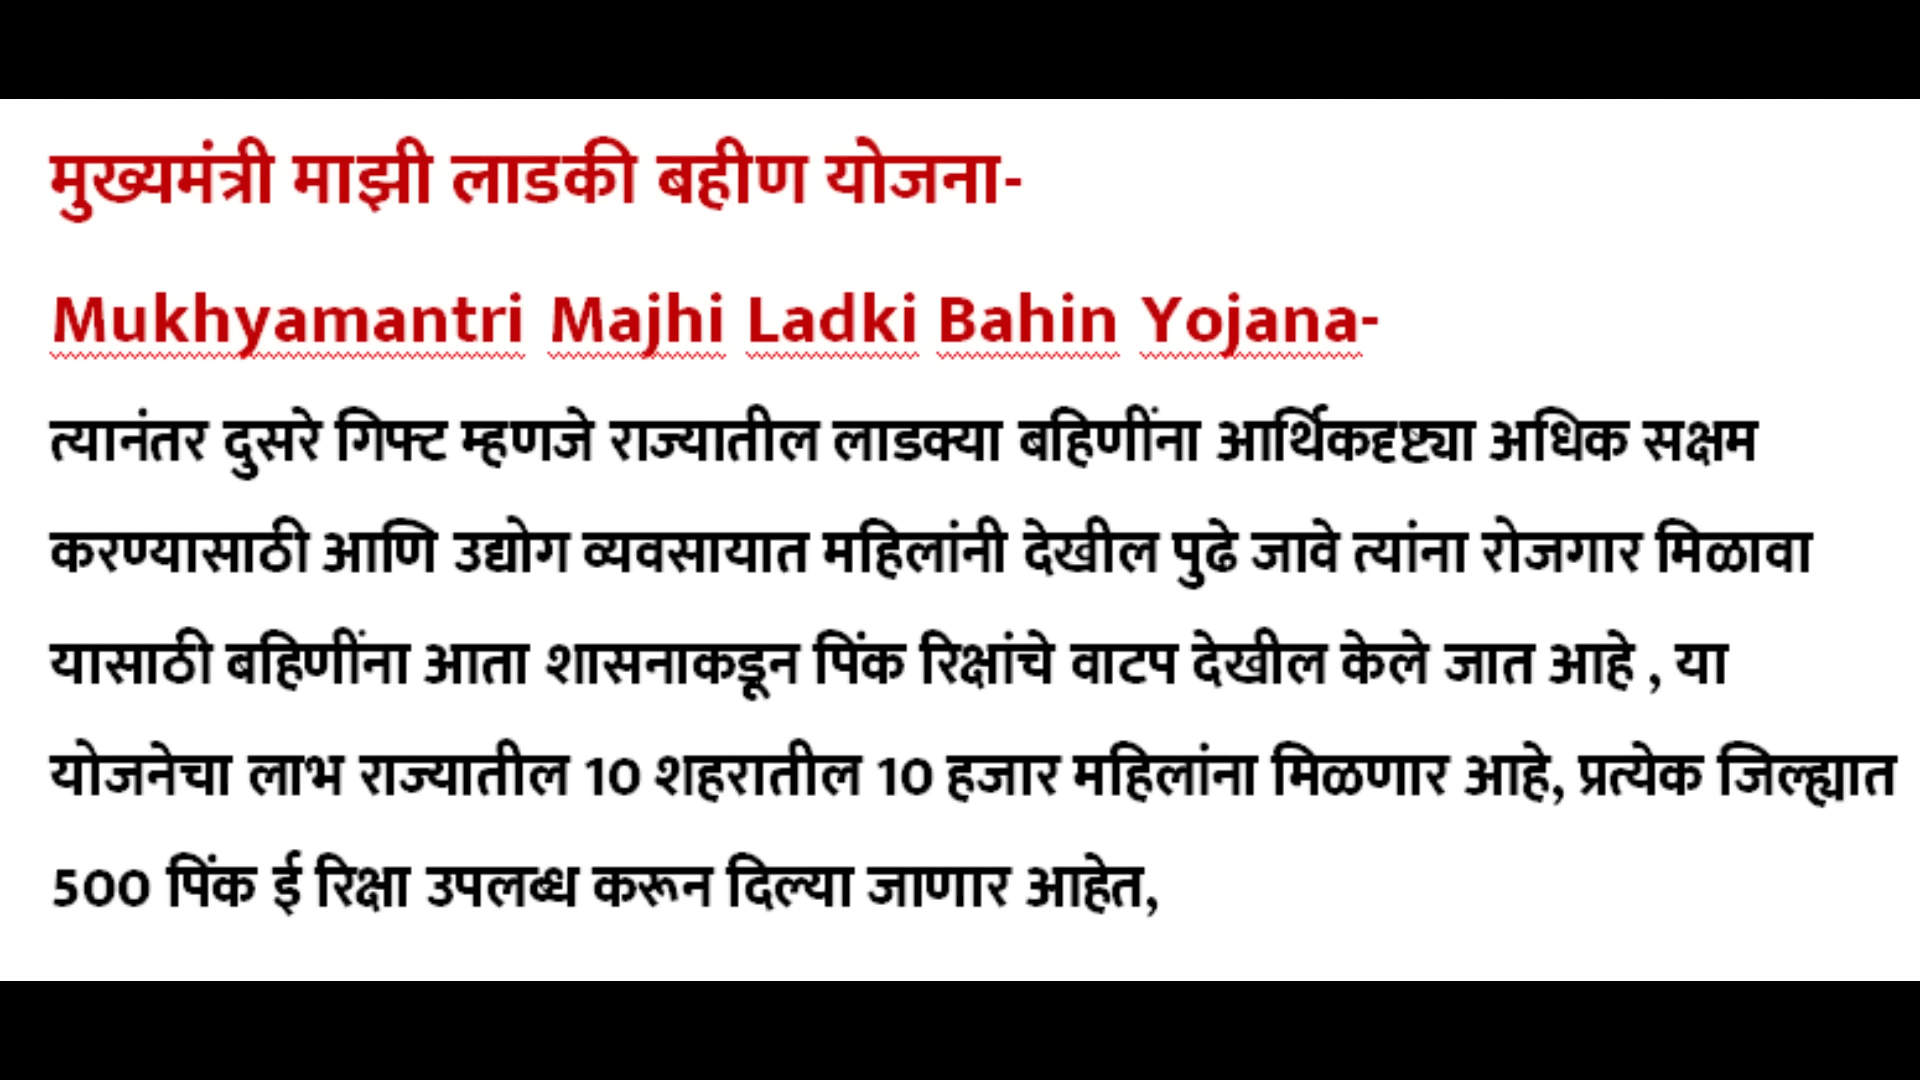 मुख्यमंत्री माझी लाडकी बहीण योजना-
Mukhyamantri Majhi Ladki Bahin Yojana-
त्यानंतर दुसरे गिफ्ट म्हणजे राज्यातील लाडक्या बहिणींना आर्थिकदृष्ट्या अधिक सक्षम
करण्यासाठी आणि उद्योग व्यवसायात महिलांनी देखील पुढे जावे त्यांना रोजगार मिळावा
यासाठी बहिणींना आता शासनाकडून पिंक रिक्षांचे वाटप देखील केले जात आहे , या
योजनेचा लाभ राज्यातील 10 शहरातील 10 हजार महिलांना मिळणार आहे, प्रत्येक जिल्ह्यात
500 पिंक ई रिक्षा उपलब्ध करून दिल्या जाणार आहेत,